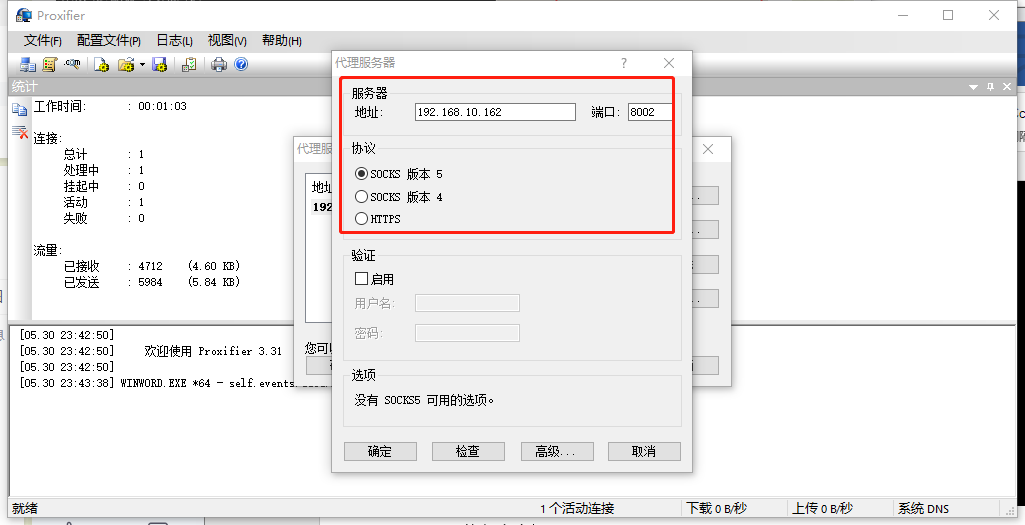 Proxifier
文件(F) 配置文件(P) 日志(L) 视图(V) 帮助(H)
统计
工作时间: : 00:01:03
连接:
总计 : 1
处理中 : 1
挂起中 : 0
活动 : 1
失败 : 0
流量:
已接收 : 4712 (4.60 KB)
已发送 : 5984 (5.84 KB)
代理服
地址
192
您可以
代理服务器
服务器
地址: 192.168.10.162 端口: 8002
协议
SOCKS 版本 5
SOCKS 版本 4
HTTPS
验证
启用
用户名:
密码:
选项
没有 SOCKS5 可用的选项。
确定 检查 高级... 取消
[05.30 23:42:50]
[05.30 23:42:50] 欢迎使用 Proxifier 3.31
[05.30 23:42:50]
[05.30 23:43:38] WINWORD.EXE *64 - self.events.
就绪 1 个活动连接 下载 0 B/秒 上传 0 B/秒 系统 DNS